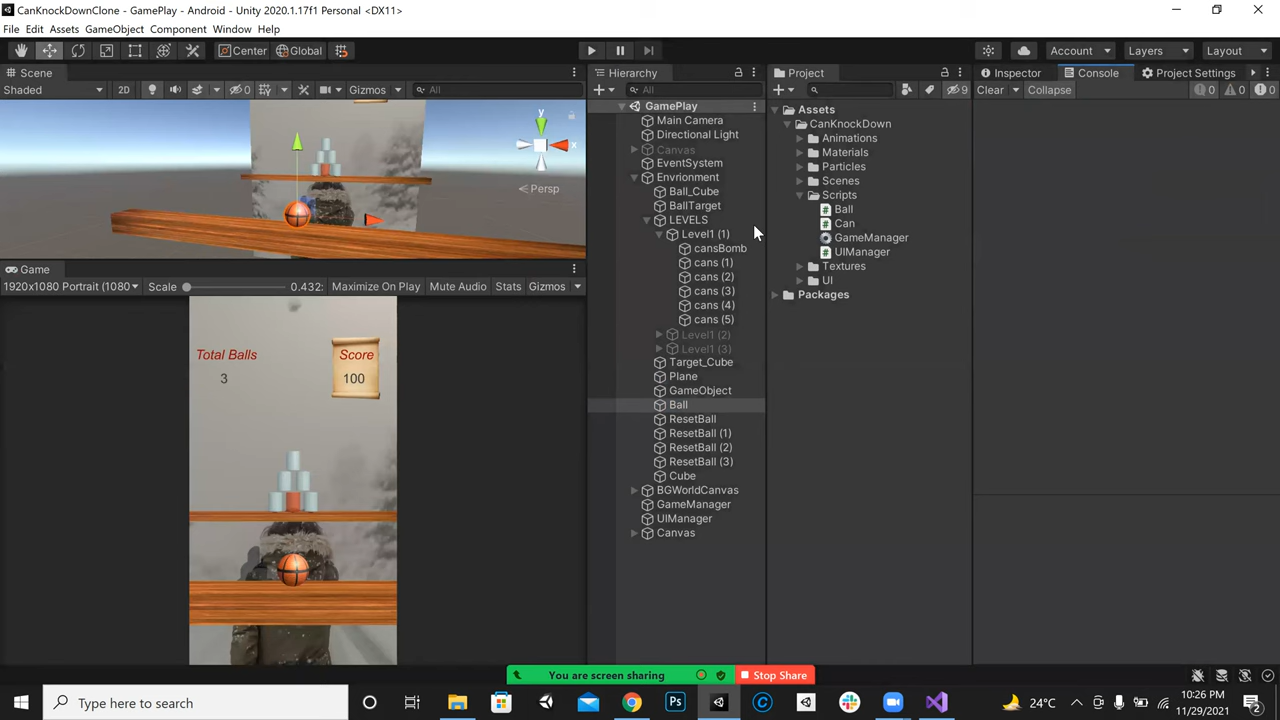 CanKnockDownClone - GamePlay - Android - Unity 2020.1.17f1 Personal <DX11>
File Edit Assets GameObject Component Window Help
Center Global Account Layers Layout
Scene
Shaded 2D 0 Gizmos All
y
x
Persp
Game
1920x1080 Portrait (1080 Scale 0.432: Maximize On Play Mute Audio Stats Gizmos
Total Balls
3
Score
100
Hierarchy
All
GamePlay
Main Camera
Directional Light
Canvas
EventSystem
Envrionment
Ball_Cube
BallTarget
LEVELS
Level1 (1)
cansBomb
cans (1)
cans (2)
cans (3)
cans (4)
cans (5)
Level1 (2)
Level1 (3)
Target_Cube
Plane
GameObject
Ball
ResetBall
ResetBall (1)
ResetBall (2)
ResetBall (3)
Cube
BGWorldCanvas
GameManager
UIManager
Canvas
Project
9
Assets
CanKnockDown
Animations
Materials
Particles
Scenes
Scripts
Ball
Can
GameManager
UIManager
Textures
UI
Packages
Inspector Console Project Settings
Clear Collapse 0 0 0
You are screen sharing Stop Share
Type here to search
Ps
24°C
10:26 PM
11/29/2021
2